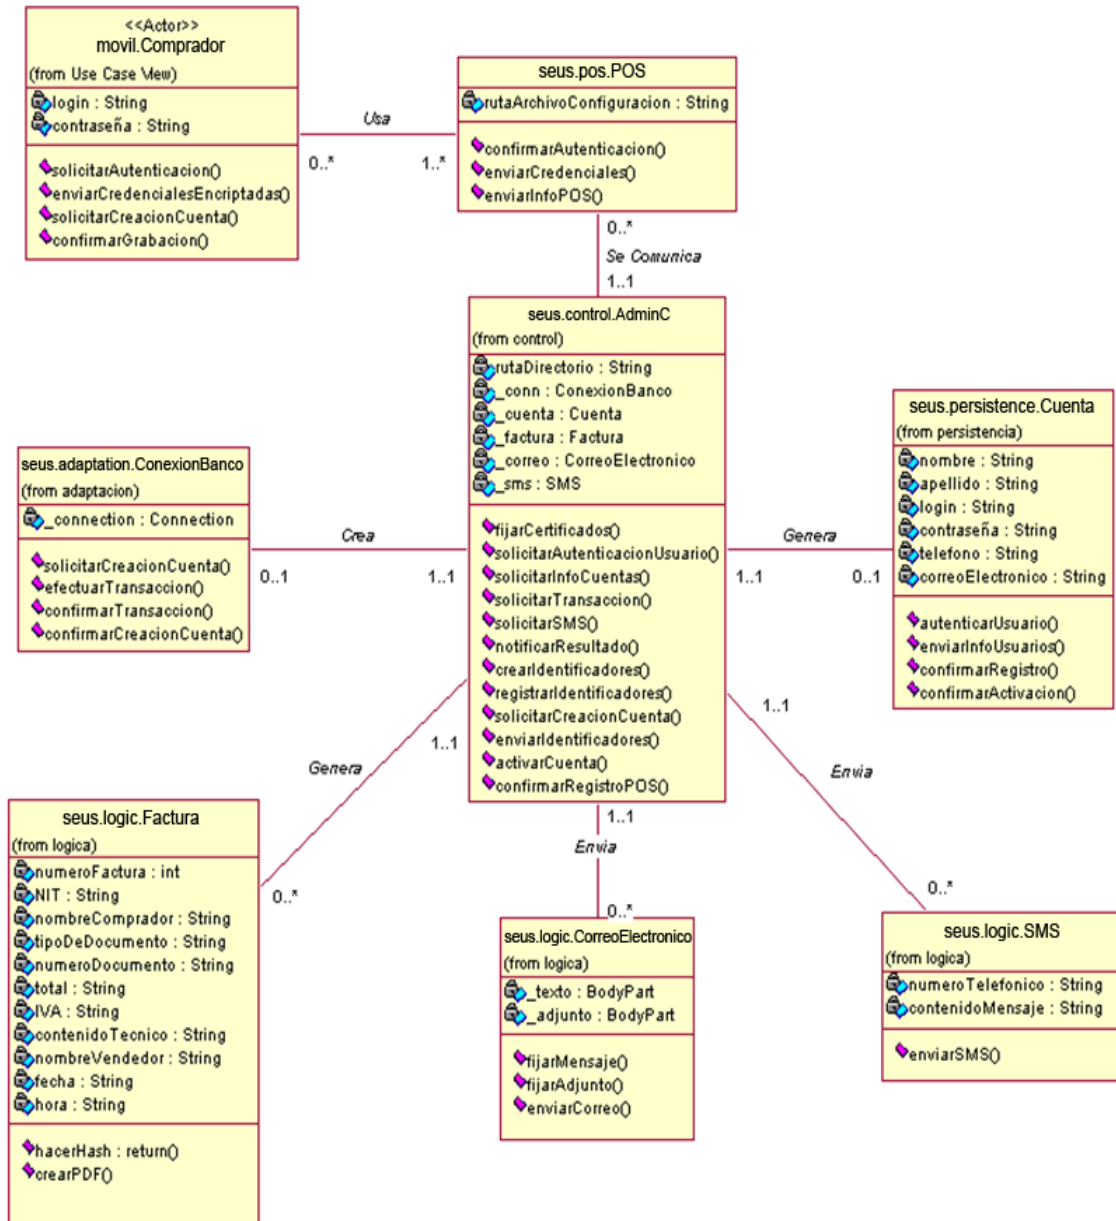 <<Actor>>
movil.Comprador
(from Use Case View)
login : String
contraseña : String
solicitarAutenticacion()
enviarCredencialesEncriptadas()
solicitarCreacionCuenta()
confirmarGrabacion()
Usa
0..*
1..*
seus.pos.POS
rutaArchivoConfiguracion : String
confirmarAutenticacion()
enviarCredenciales()
enviarInfoPOS()
0..*
Se Comunica
1..1
seus.control.AdminC
(from control)
rutaDirectorio : String
_conn : ConexionBanco
_cuenta : Cuenta
_factura : Factura
_correo : CorreoElectronico
_sms : SMS
fijarCertificados()
solicitarAutenticacionUsuario()
solicitarInfoCuentas()
solicitarTransaccion()
solicitarSMS()
notificarResultado()
crearIdentificadores()
registrarIdentificadores()
solicitarCreacionCuenta()
enviarIdentificadores()
activarCuenta()
confirmarRegistroPOS()
seus.adaptation.ConexionBanco
(from adaptacion)
_connection : Connection
solicitarCreacionCuenta()
efectuarTransaccion()
confirmarTransaccion()
confirmarCreacionCuenta()
Crea
0..1
1..1
Genera
1..1
0..1
seus.persistence.Cuenta
(from persistencia)
nombre : String
apellido : String
login : String
contraseña : String
telefono : String
correoElectronico : String
autenticarUsuario()
enviarInfoUsuarios()
confirmarRegistro()
confirmarActivacion()
1..1
Genera
0..*
1..1
Envia
0..*
1..1
Envia
0..*
seus.logic.Factura
(from logica)
numeroFactura : int
NIT : String
nombreComprador : String
tipoDeDocumento : String
numeroDocumento : String
total : String
IVA : String
contenidoTecnico : String
nombreVendedor : String
fecha : String
hora : String
hacerHash : return()
crearPDF()
seus.logic.CorreoElectronico
(from logica)
_texto : BodyPart
_adjunto : BodyPart
fijarMensaje()
fijarAdjunto()
enviarCorreo()
seus.logic.SMS
(from logica)
numeroTelefonico : String
contenidoMensaje : String
enviarSMS()